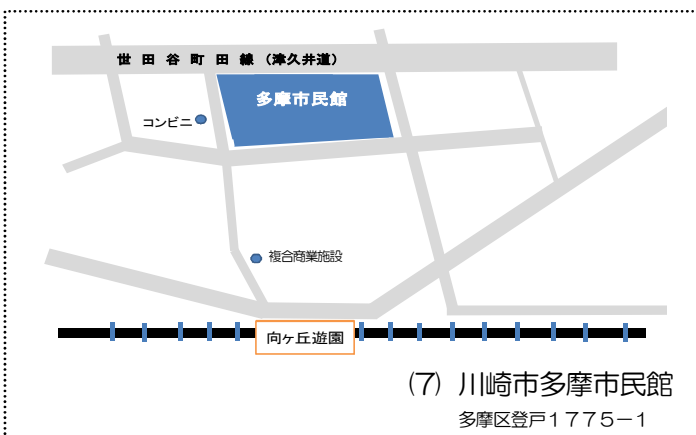 世田谷町田線（津久井道）
多摩市民館
コンビニ
複合商業施設
向ヶ丘遊園
(7) 川崎市多摩市民館
多摩区登戸１７７５－１